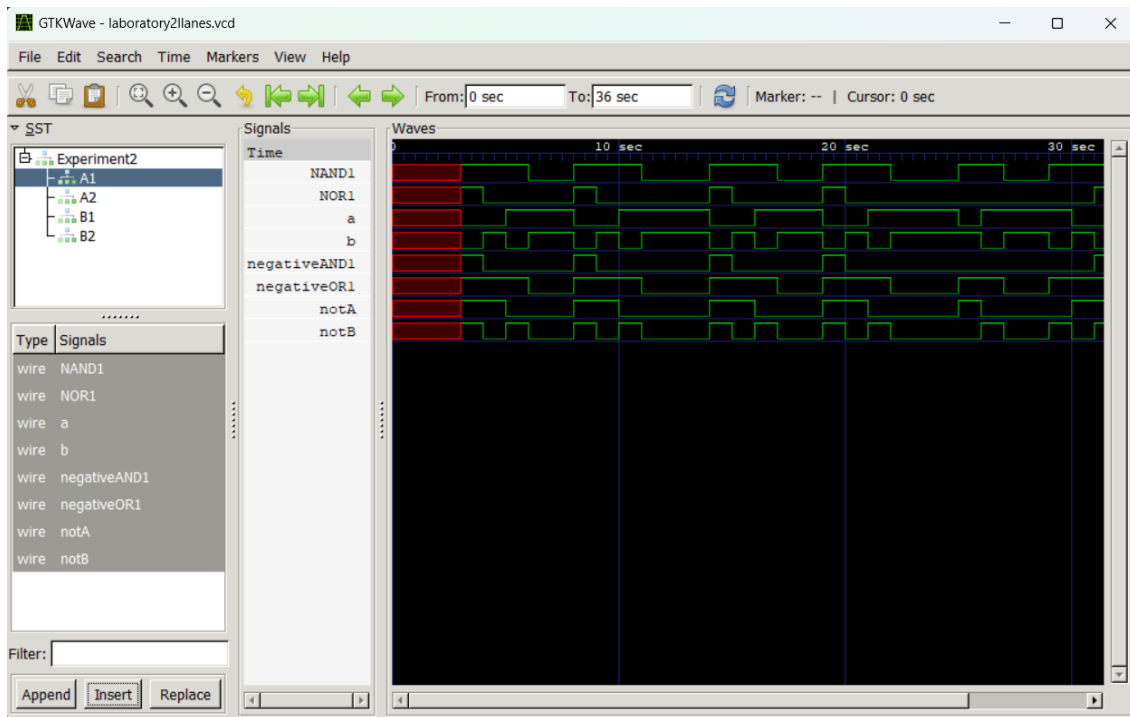 GTKWave - laboratory2llanes.vcd
File Edit Search Time Markers View Help
From: 0 sec To: 36 sec Marker: -- | Cursor: 0 sec
SST
Experiment2
A1
A2
B1
B2
Type Signals
wire NAND1
wire NOR1
wire a
wire b
wire negativeAND1
wire negativeOR1
wire notA
wire notB
Filter:
Append Insert Replace
Signals
Time
NAND1
NOR1
a
b
negativeAND1
negativeOR1
notA
notB
Waves
0 10 sec 20 sec 30 sec